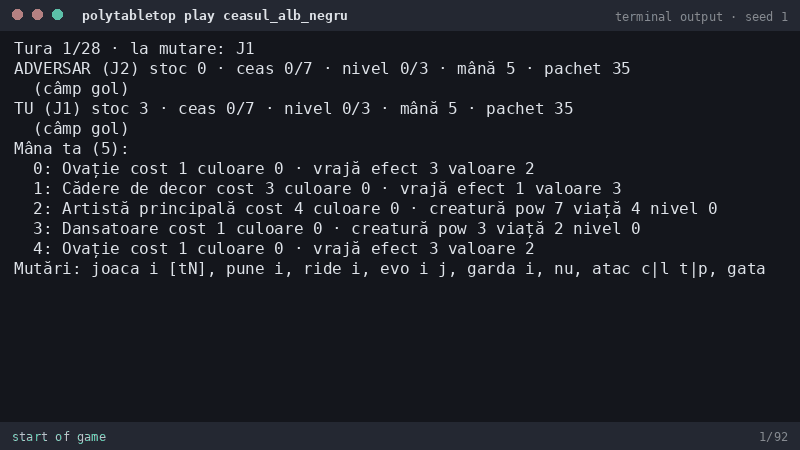 polytabletop play ceasul_alb_negru
terminal output · seed 1
Tura 1/28 · la mutare: J1
ADVERSAR (J2) stoc 0 · ceas 0/7 · nivel 0/3 · mână 5 · pachet 35
(câmp gol)
TU (J1) stoc 3 · ceas 0/7 · nivel 0/3 · mână 5 · pachet 35
(câmp gol)
Mâna ta (5):
0: Ovație cost 1 culoare 0 · vrajă efect 3 valoare 2
1: Cădere de decor cost 3 culoare 0 · vrajă efect 1 valoare 3
2: Artistă principală cost 4 culoare 0 · creatură pow 7 viață 4 nivel 0
3: Dansatoare cost 1 culoare 0 · creatură pow 3 viață 2 nivel 0
4: Ovație cost 1 culoare 0 · vrajă efect 3 valoare 2
Mutări: joaca i [tN], pune i, ride i, evo i j, garda i, nu, atac c|l t|p, gata
start of game
1/92